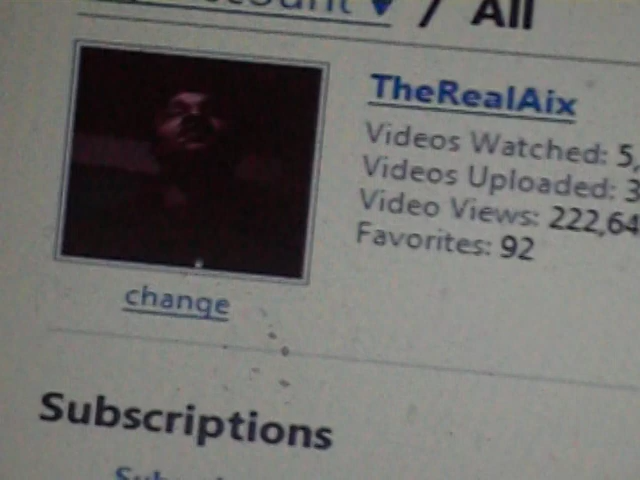 / All
TheRealAix
Videos Watched: 5,
Videos Uploaded: 3
Video Views: 222,64
Favorites: 92
change
Subscriptions